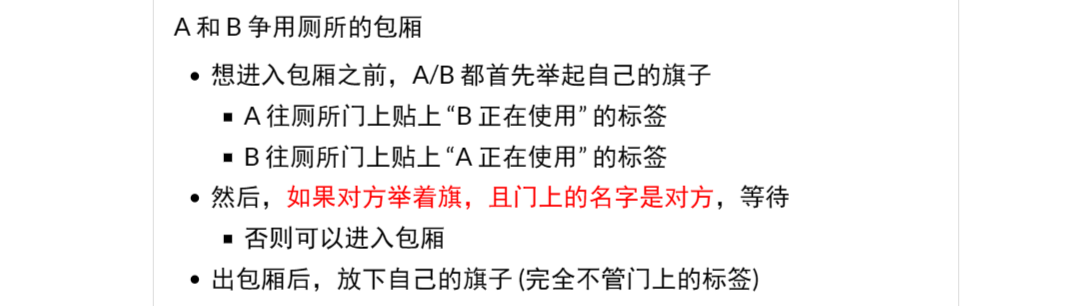 A 和 B 争用厕所的包厢
• 想进入包厢之前，A/B 都首先举起自己的旗子
▪ A 往厕所门上贴上 “B 正在使用” 的标签
▪ B 往厕所门上贴上 “A 正在使用” 的标签
• 然后，如果对方举着旗，且门上的名字是对方，等待
▪ 否则可以进入包厢
• 出包厢后，放下自己的旗子 (完全不管门上的标签)